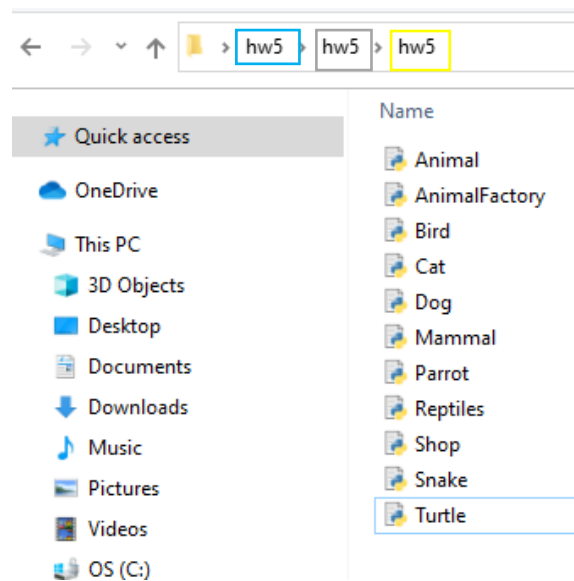 hw5 > hw5 > hw5
Quick access
OneDrive
This PC
3D Objects
Desktop
Documents
Downloads
Music
Pictures
Videos
OS (C:)
Name
Animal
AnimalFactory
Bird
Cat
Dog
Mammal
Parrot
Reptiles
Shop
Snake
Turtle